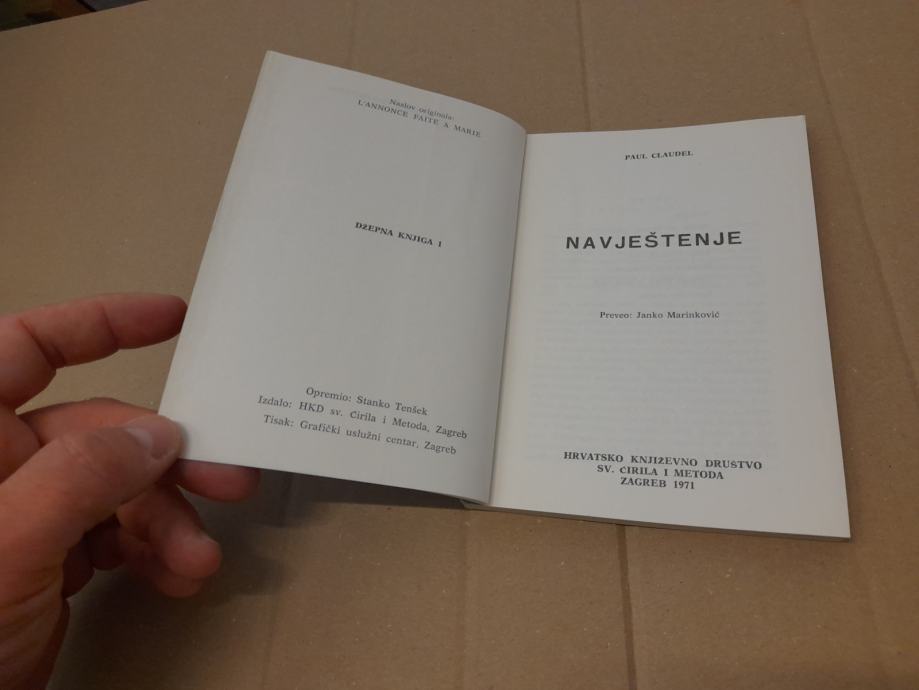 Naslov originala:
L'ANNONCE FAITE A MARIE
DŽEPNA KNJIGA 1
Opremio: Stanko Tenšek
Izdalo: HKD sv. Ćirila i Metoda, Zagreb
Tisak: Grafički uslužni centar, Zagreb
PAUL CLAUDEL
NAVJEŠTENJE
Preveo: Janko Marinković
HRVATSKO KNJIŽEVNO DRUŠTVO
SV. ĆIRILA I METODA
ZAGREB 1971